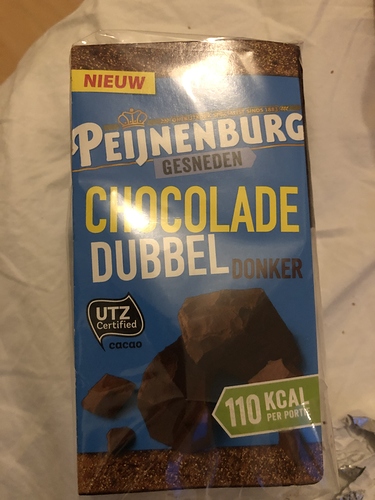 NIEUW
PEIJNENBURG
GESNEDEN
CHOCOLADE
DUBBEL DONKER
UTZ
Certified
cacao
110 KCAL
PER PORTIE